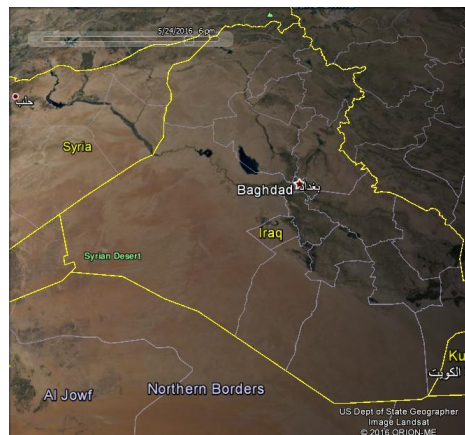 5/24/2016 6 pm
حلب
Syria
Baghdad بغداد
Iraq
Syrian Desert
Ku
الكويت
Al Jowf
Northern Borders
US Dept of State Geographer
Image Landsat
© 2016 ORION-ME